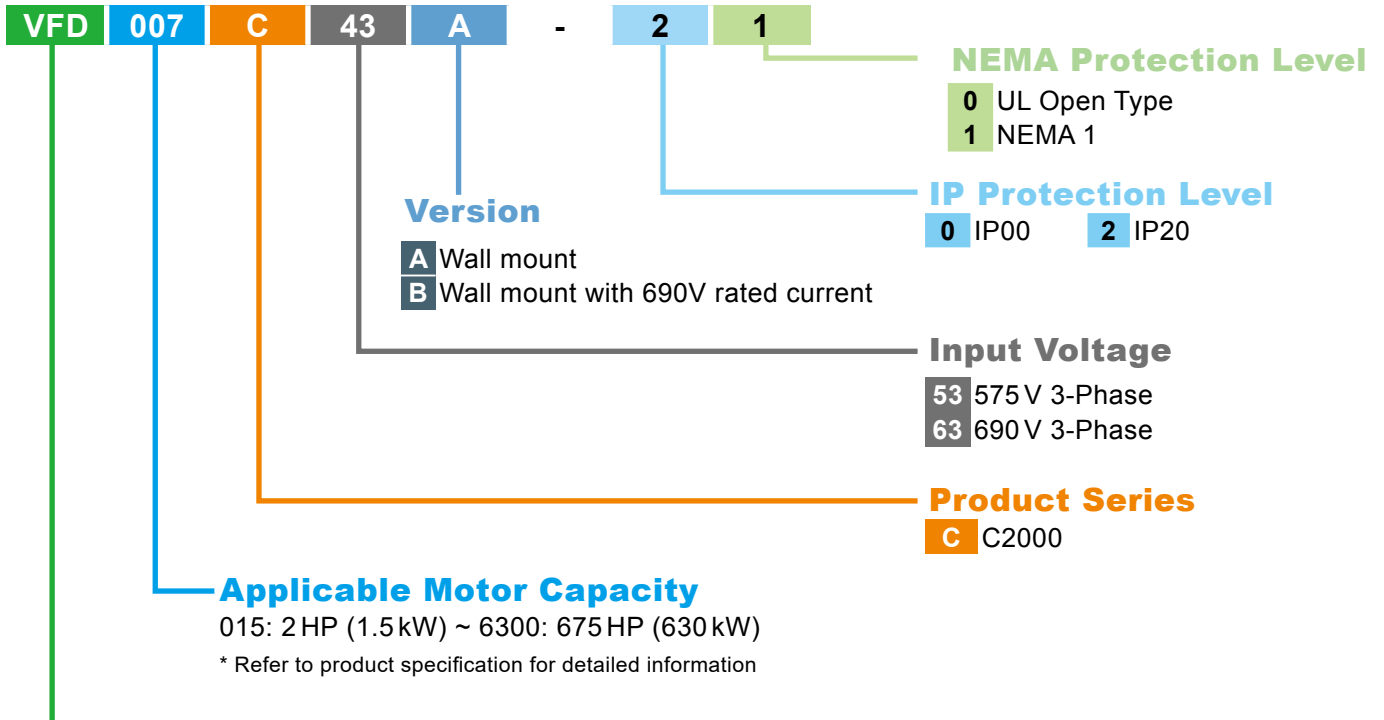 VFD 007 C 43 A - 2 1
NEMA Protection Level
0 UL Open Type
1 NEMA 1
IP Protection Level
0 IP00 2 IP20
Version
A Wall mount
B Wall mount with 690V rated current
Input Voltage
53 575 V 3-Phase
63 690 V 3-Phase
Product Series
C C2000
Applicable Motor Capacity
015: 2 HP (1.5 kW) ~ 6300: 675 HP (630 kW)
* Refer to product specification for detailed information